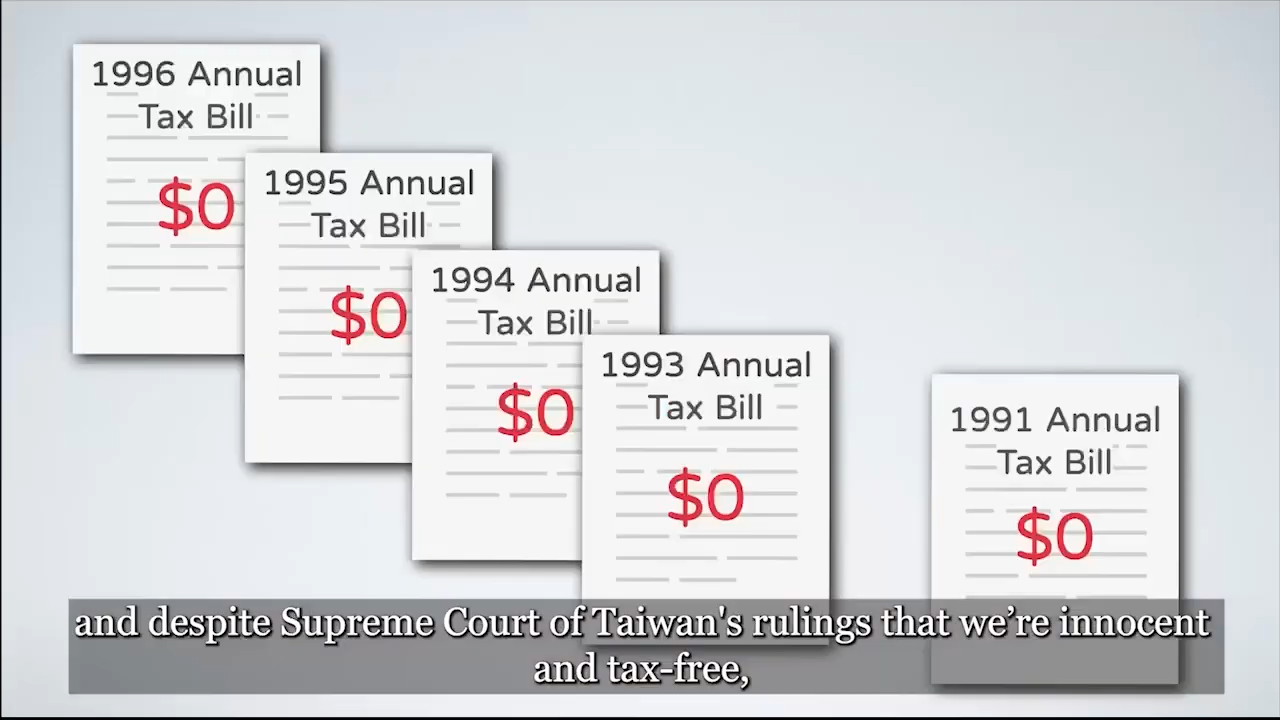 1996 Annual
Tax Bill
$0
1995 Annual
Tax Bill
$0
1994 Annual
Tax Bill
$0
1993 Annual
Tax Bill
$0
1991 Annual
Tax Bill
$0
and despite Supreme Court of Taiwan's rulings that we’re innocent
and tax-free,